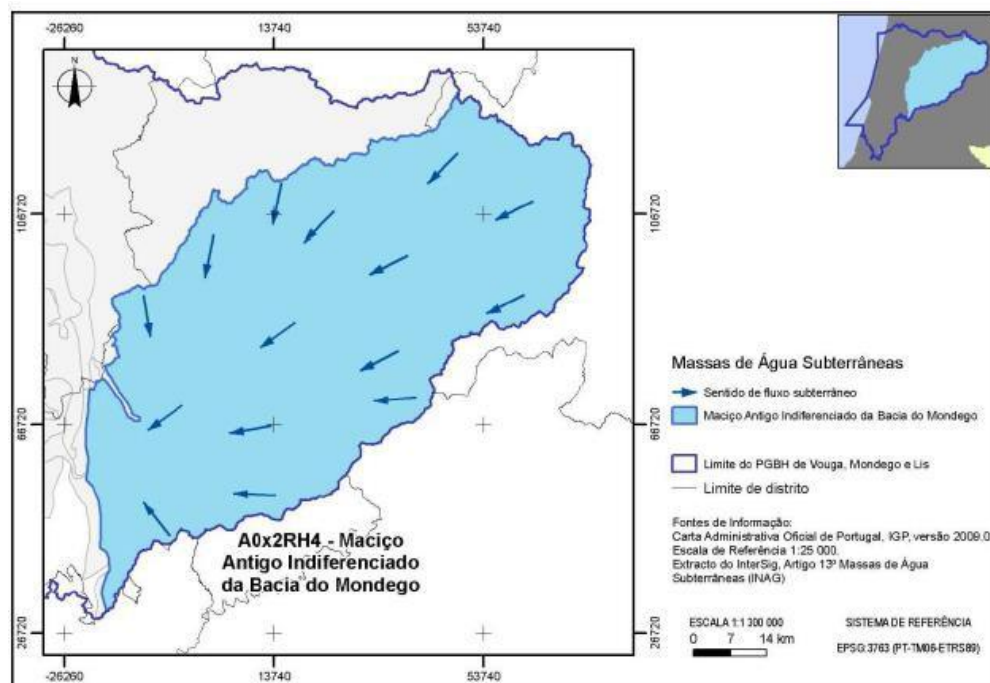 -26260
13740
53740
N
106720
106720
66720
66720
26720
26720
A0x2RH4 - Maciço
Antigo Indiferenciado
da Bacia do Mondego
-26260
13740
53740
Massas de Água Subterrâneas
Sentido de fluxo subterrâneo
Maciço Antigo Indiferenciado da Bacia do Mondego
Limite do PGBH de Vouga, Mondego e Lis
Limite de distrito
Fontes de Informação:
Carta Administrativa Oficial de Portugal, IGP, versão 2009.0
Escala de Referência 1:25 000.
Extracto do InterSig, Artigo 13º Massas de Água
Subterrâneas (INAG)
ESCALA 1:1 300 000
0 7 14 km
SISTEMA DE REFERÊNCIA
EPSG:3763 (PT-TM06-ETRS89)